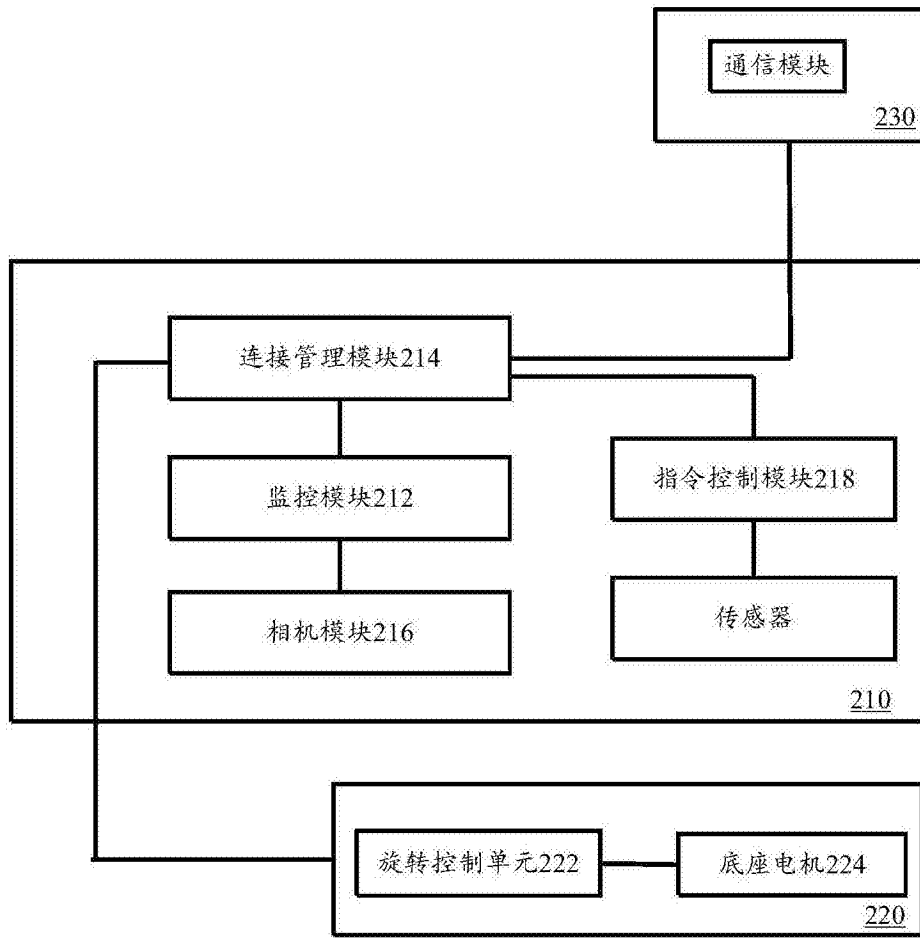 通信模块
230
连接管理模块214
监控模块212
指令控制模块218
相机模块216
传感器
210
旋转控制单元222
底座电机224
220